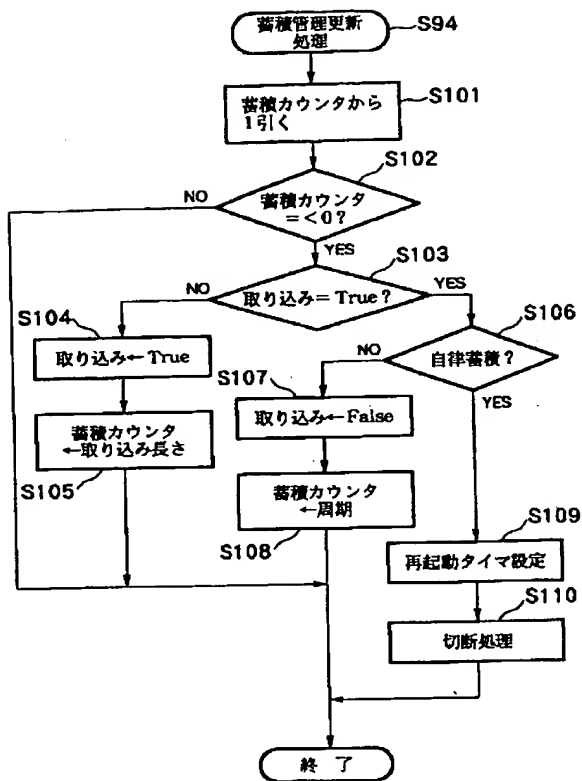 蓄積管理更新
処理
S94
蓄積カウンタから
1引く
S101
S102
蓄積カウンタ
=<0?
NO
YES
S103
取り込み=True?
NO
YES
S104
取り込み←True
蓄積カウンタ
←取り込み長さ
S105
S106
自律蓄積?
NO
YES
S107
取り込み←False
蓄積カウンタ
←周期
S108
S109
再起動タイマ設定
S110
切断処理
終 了